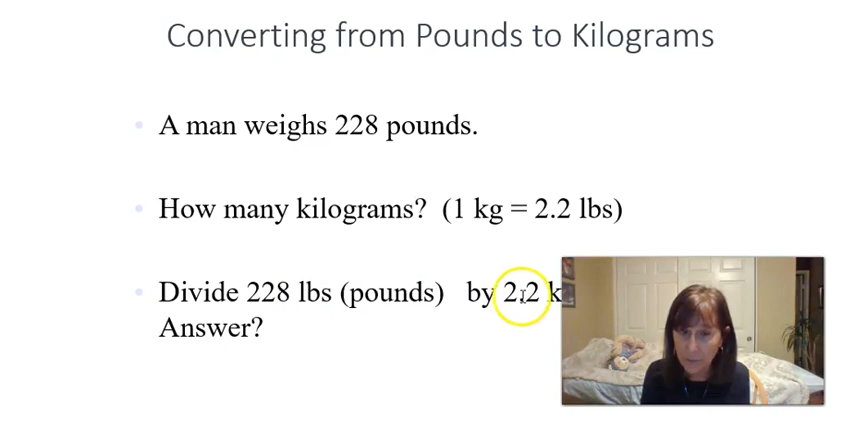 Converting from Pounds to Kilograms
• A man weighs 228 pounds.
• How many kilograms? (1 kg = 2.2 lbs)
• Divide 228 lbs (pounds) by 2.2 k
Answer?